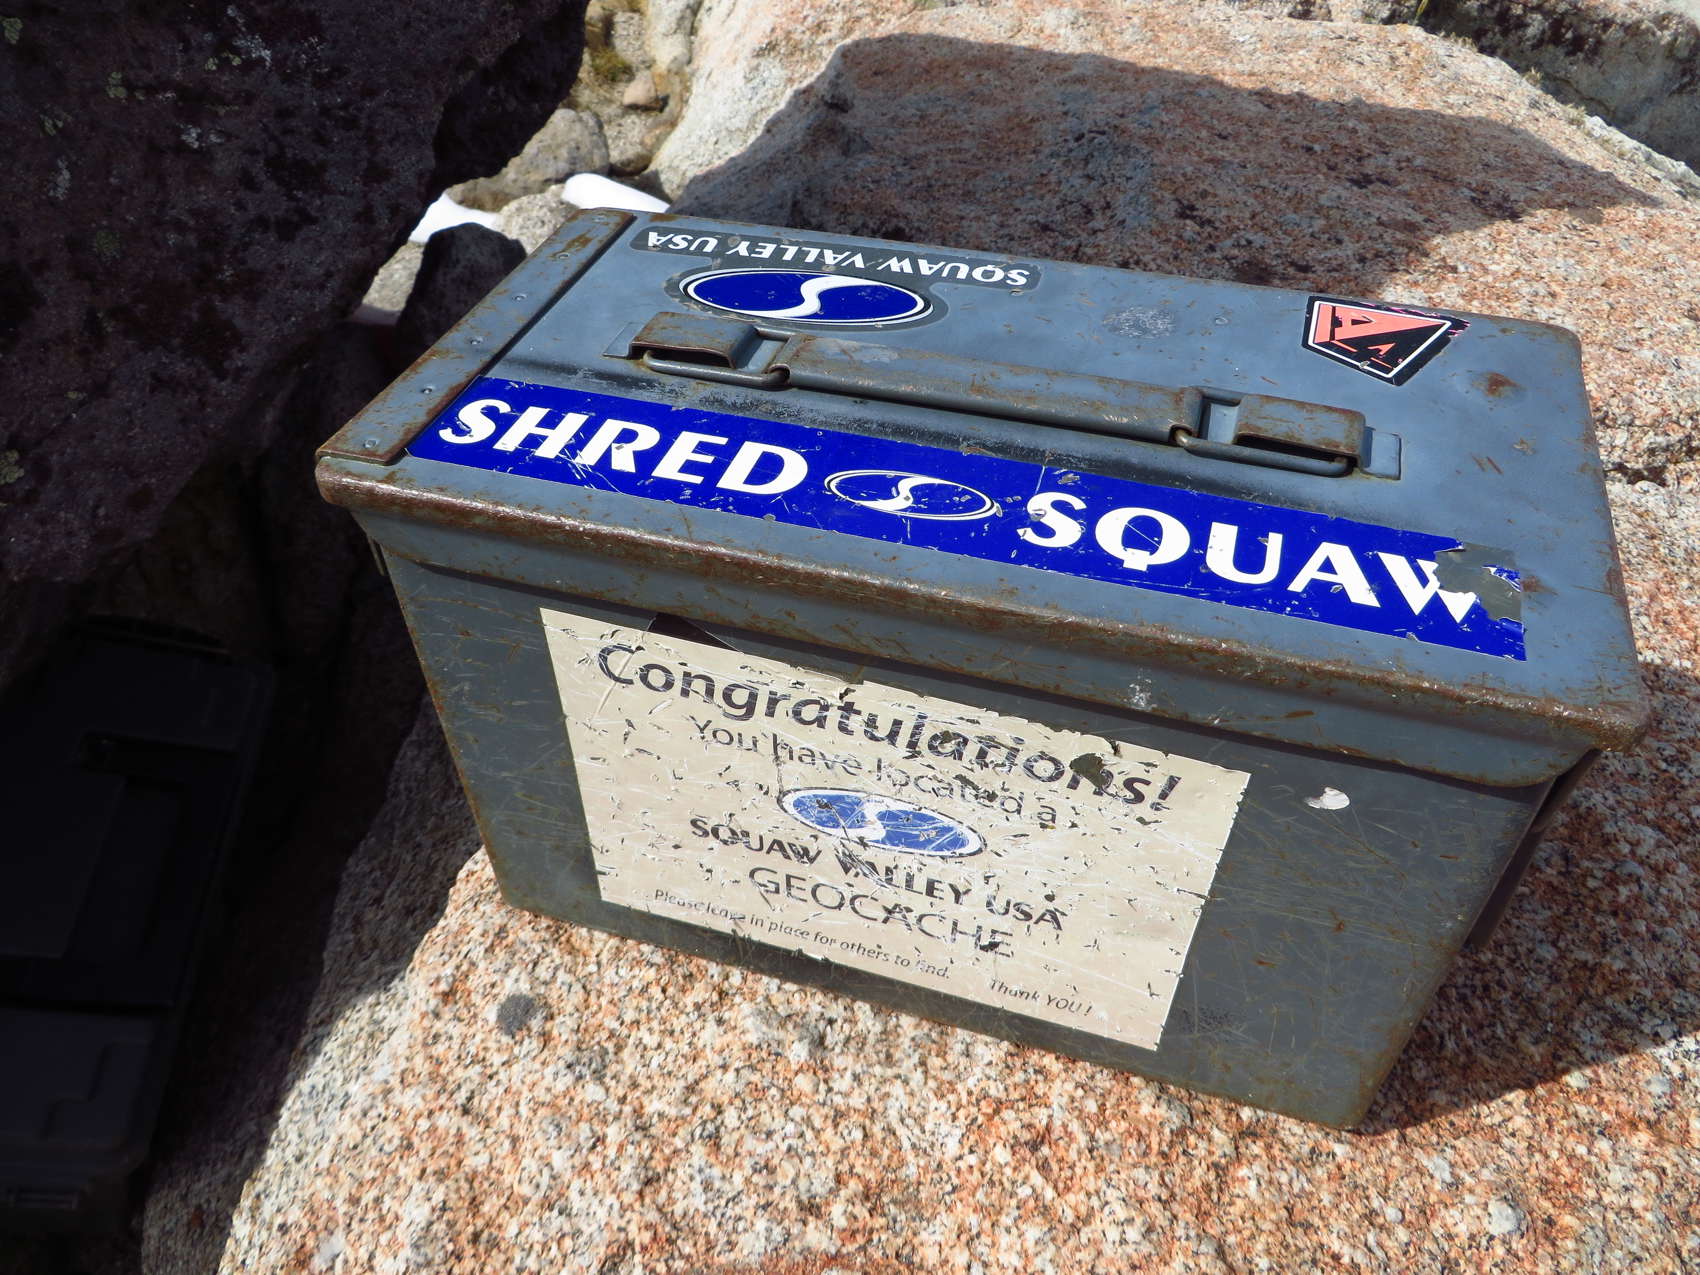 SQUAW VALLEY USA
SHRED SQUAW
Congratulations!
You have located a
SQUAW VALLEY USA
GEOCACHE
Please leave in place for others to find.
Thank YOU!